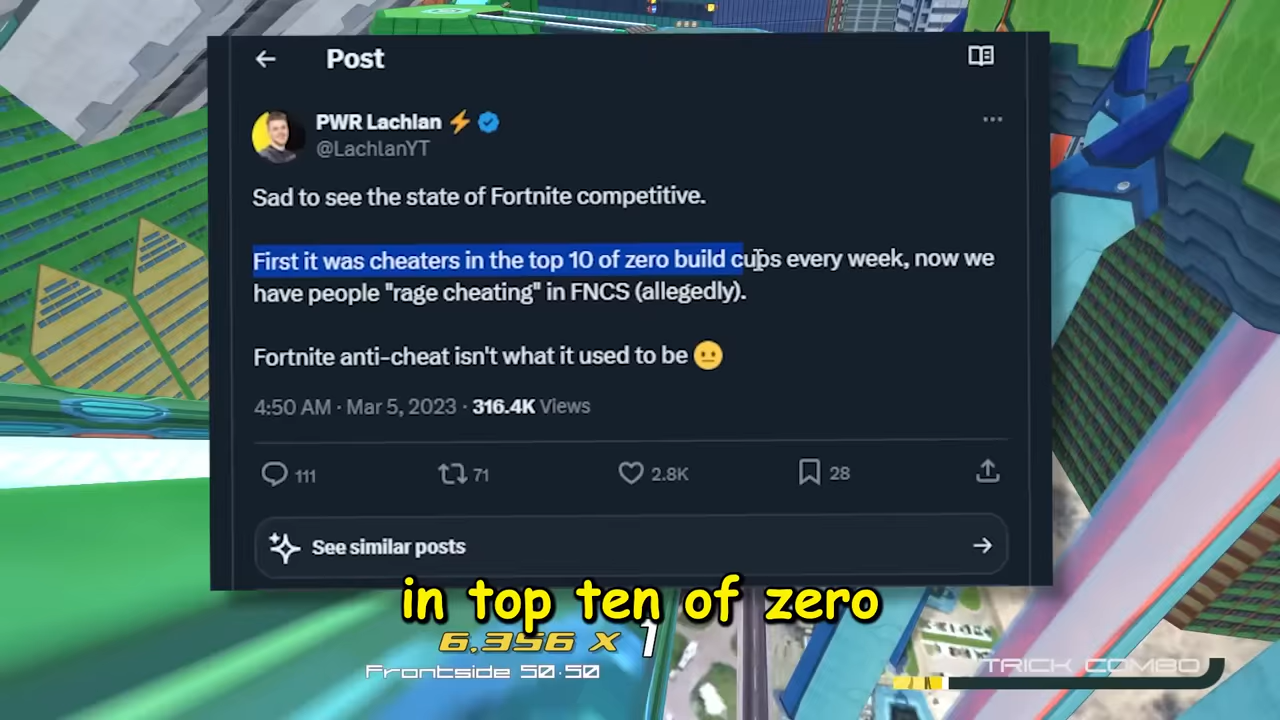 Post
PWR Lachlan ⚡
@LachlanYT
Sad to see the state of Fortnite competitive.
First it was cheaters in the top 10 of zero build cups every week, now we
have people "rage cheating" in FNCS (allegedly).
Fortnite anti-cheat isn't what it used to be 😐
4:50 AM · Mar 5, 2023 · 316.4K Views
111 71 2.8K 28
See similar posts
in top ten of zero
6.356 X 1
Frontside 50-50
TRICK COMBO